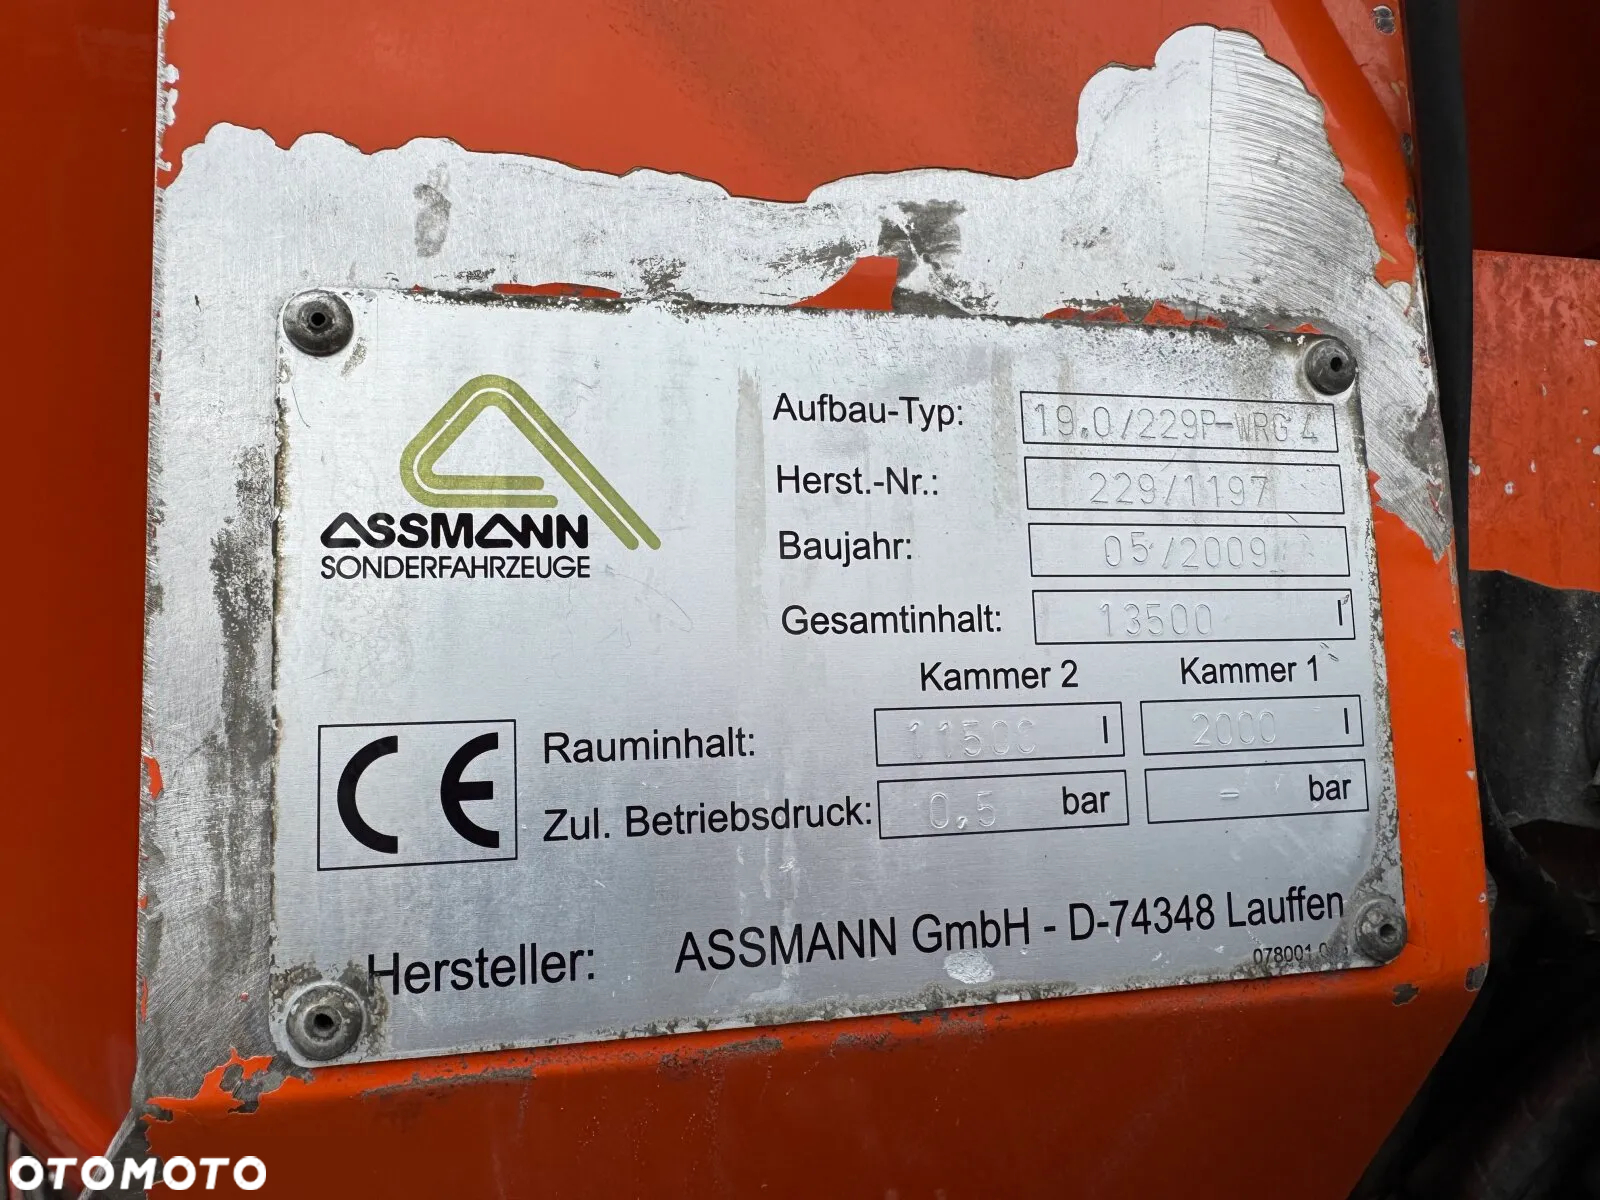 ASSMANN
SONDERFAHRZEUGE
Aufbau-Typ: 19.0/229P-WRG 4
Herst.-Nr.: 229/1197
Baujahr: 05/2009
Gesamtinhalt: 13500 l
Kammer 2 Kammer 1
Rauminhalt: 11500 l 2000 l
Zul. Betriebsdruck: 0,5 bar - bar
CE
Hersteller: ASSMANN GmbH - D-74348 Lauffen
OTOMOTO